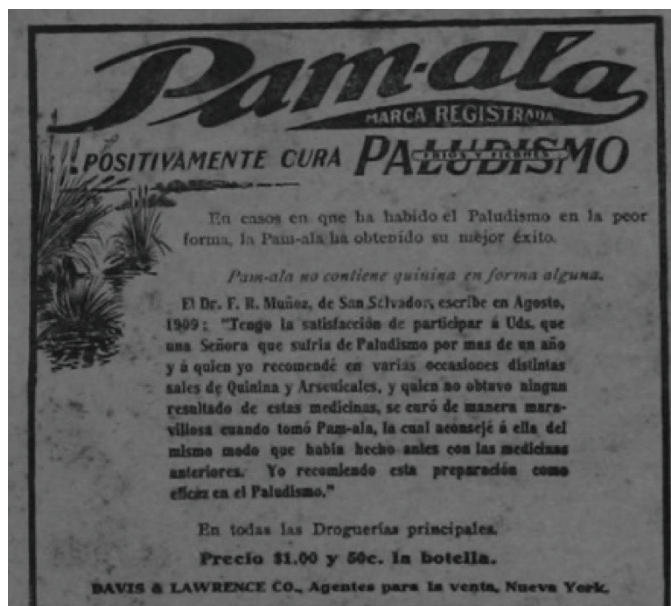 Pam-ala
MARCA REGISTRADA
POSITIVAMENTE CURA PALUDISMO
FRIOS Y FIEBRES
En casos en que ha habido el Paludismo en la peor
forma, la Pam-ala ha obtenido su mejor éxito.
Pam-ala no contiene quinina en forma alguna.
El Dr. F. R. Muñoz, de San Salvador, escribe en Agosto,
1909: "Tengo la satisfacción de participar á Uds. que
una Señora que sufría de Paludismo por mas de un año
y á quien yo recomendé en varias occasiones distintas
sales de Quinina y Arsenicales, y quien no obtuvo ningun
resultado de estas medicinas, se curó de manera mara-
villosa cuando tomó Pam-ala, la cual aconsejé á ella del
mismo modo que había hecho antes con las medicinas
anteriores. Yo recomiendo esta preparación como
eficaz en el Paludismo."
En todas las Droguerías principales.
Precio $1.00 y 50c. la botella.
DAVIS & LAWRENCE CO., Agentes para la venta, Nueva York.